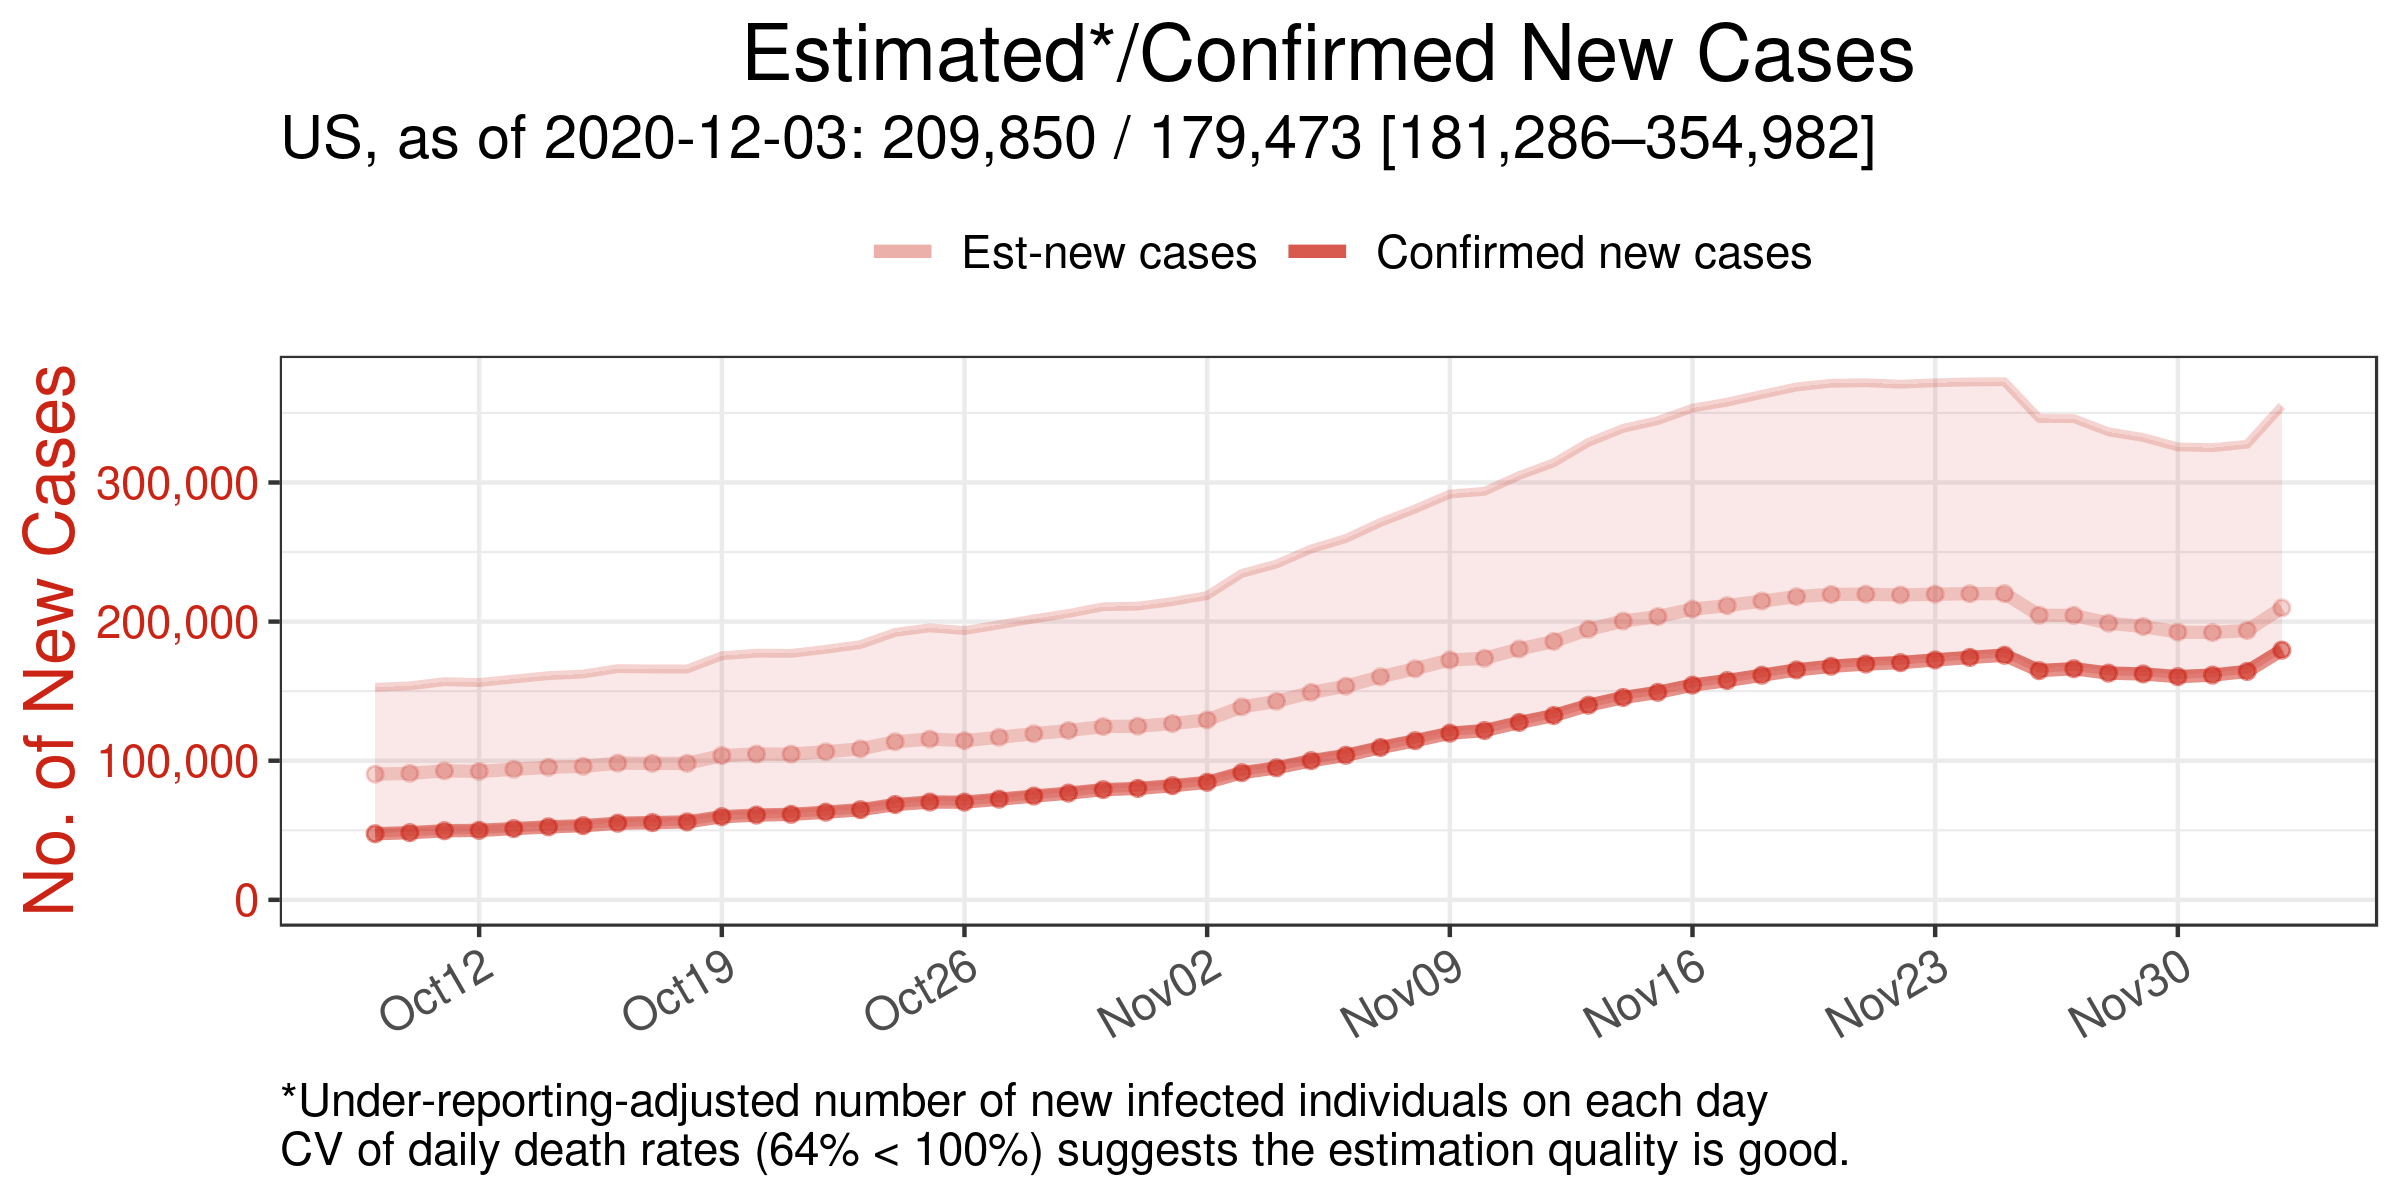 Estimated*/Confirmed New Cases
US, as of 2020-12-03: 209,850 / 179,473 [181,286–354,982]
Est-new cases
Confirmed new cases
No. of New Cases
300,000
200,000
100,000
0
Oct12
Oct19
Oct26
Nov02
Nov09
Nov16
Nov23
Nov30
*Under-reporting-adjusted number of new infected individuals on each day
CV of daily death rates (64% < 100%) suggests the estimation quality is good.